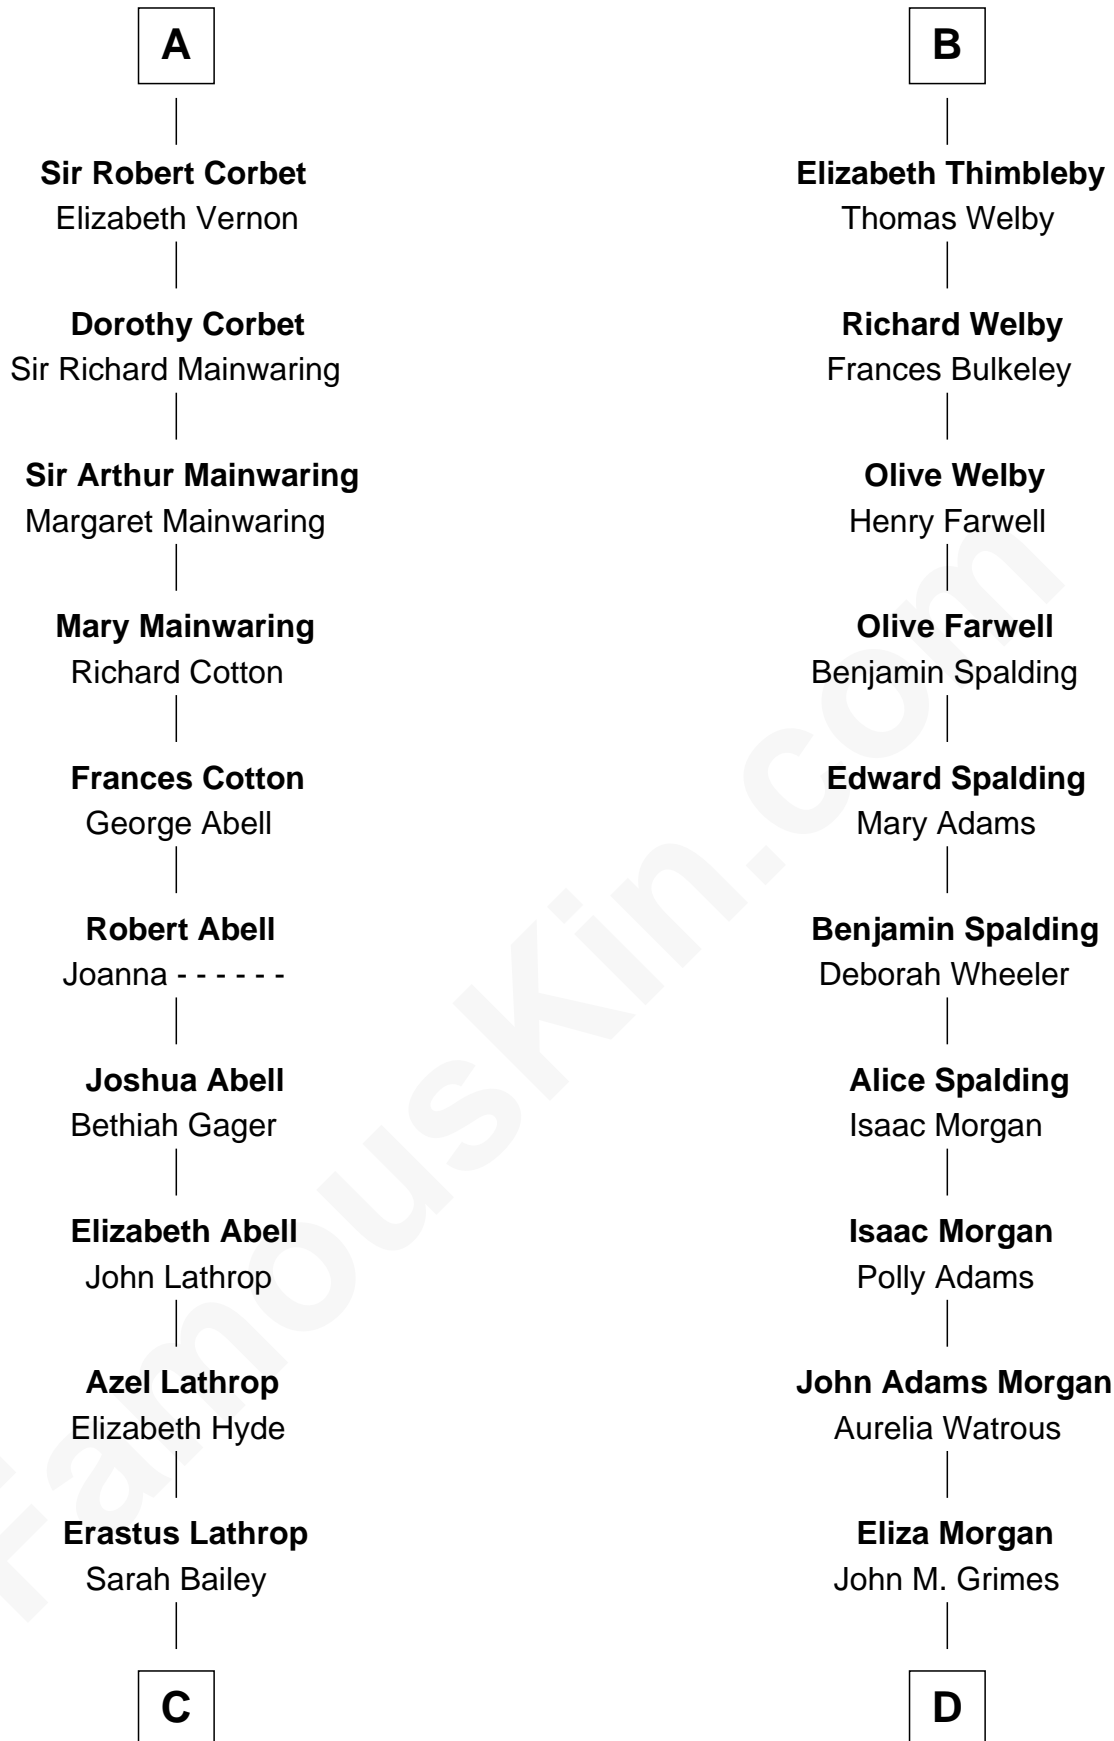 A
Sir Robert Corbet
Elizabeth Vernon
Dorothy Corbet
Sir Richard Mainwaring
Sir Arthur Mainwaring
Margaret Mainwaring
Mary Mainwaring
Richard Cotton
Frances Cotton
George Abell
Robert Abell
Joanna - - - - - -
Joshua Abell
Bethiah Gager
Elizabeth Abell
John Lathrop
Azel Lathrop
Elizabeth Hyde
Erastus Lathrop
Sarah Bailey
C
B
Elizabeth Thimbleby
Thomas Welby
Richard Welby
Frances Bulkeley
Olive Welby
Henry Farwell
Olive Farwell
Benjamin Spalding
Edward Spalding
Mary Adams
Benjamin Spalding
Deborah Wheeler
Alice Spalding
Isaac Morgan
Isaac Morgan
Polly Adams
John Adams Morgan
Aurelia Watrous
Eliza Morgan
John M. Grimes
D
FamousKin.com